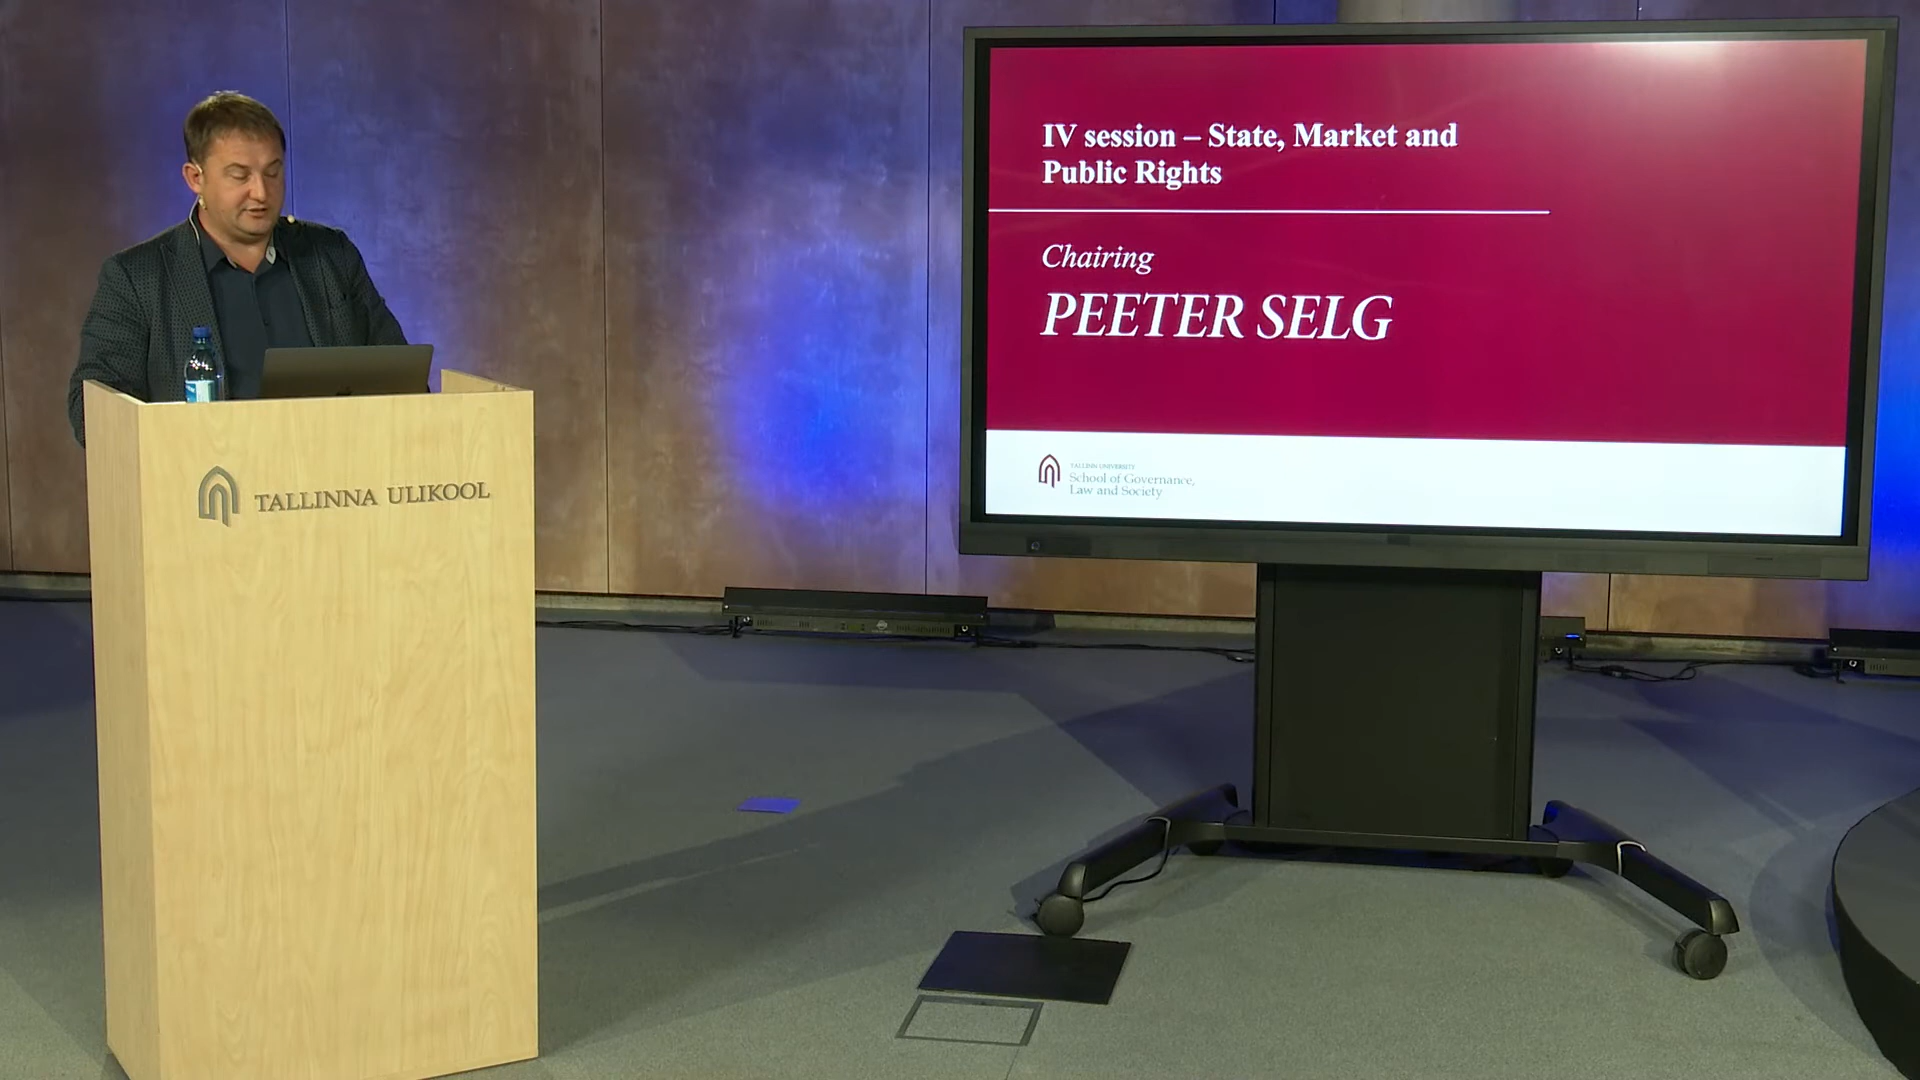 IV session – State, Market and
Public Rights
Chairing
PEETER SELG
TALLINN UNIVERSITY
School of Governance,
Law and Society
TALLINNA ULIKOOL